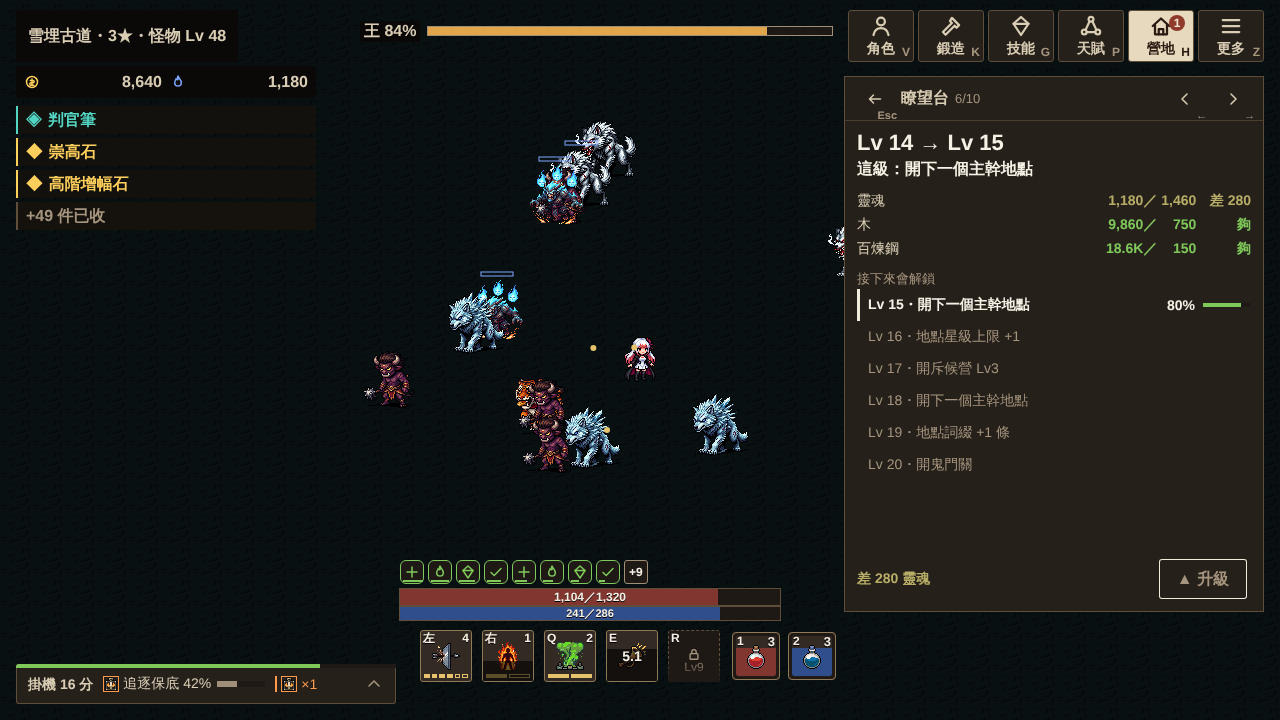 雪埋古道・3★・怪物 Lv 48
8,640 1,180
判官筆
崇高石
高階增幅石
+49 件已收
王 84%
角色 V
鍛造 K
技能 G
天賦 P
營地 1 H
更多 Z
瞭望台 6/10
Esc ← →
Lv 14 → Lv 15
這級：開下一個主幹地點
靈魂 1,180／ 1,460 差 280
木 9,860／ 750 夠
百煉鋼 18.6K／ 150 夠
接下來會解鎖
Lv 15・開下一個主幹地點 80%
Lv 16・地點星級上限 +1
Lv 17・開斥候營 Lv3
Lv 18・開下一個主幹地點
Lv 19・地點詞綴 +1 條
Lv 20・開鬼門關
差 280 靈魂
▲ 升級
+9
1,104／1,320
241／286
左 4
右 1
Q 2
E 5.1
R Lv9
1 3
2 3
掛機 16 分 追逐保底 42% ×1